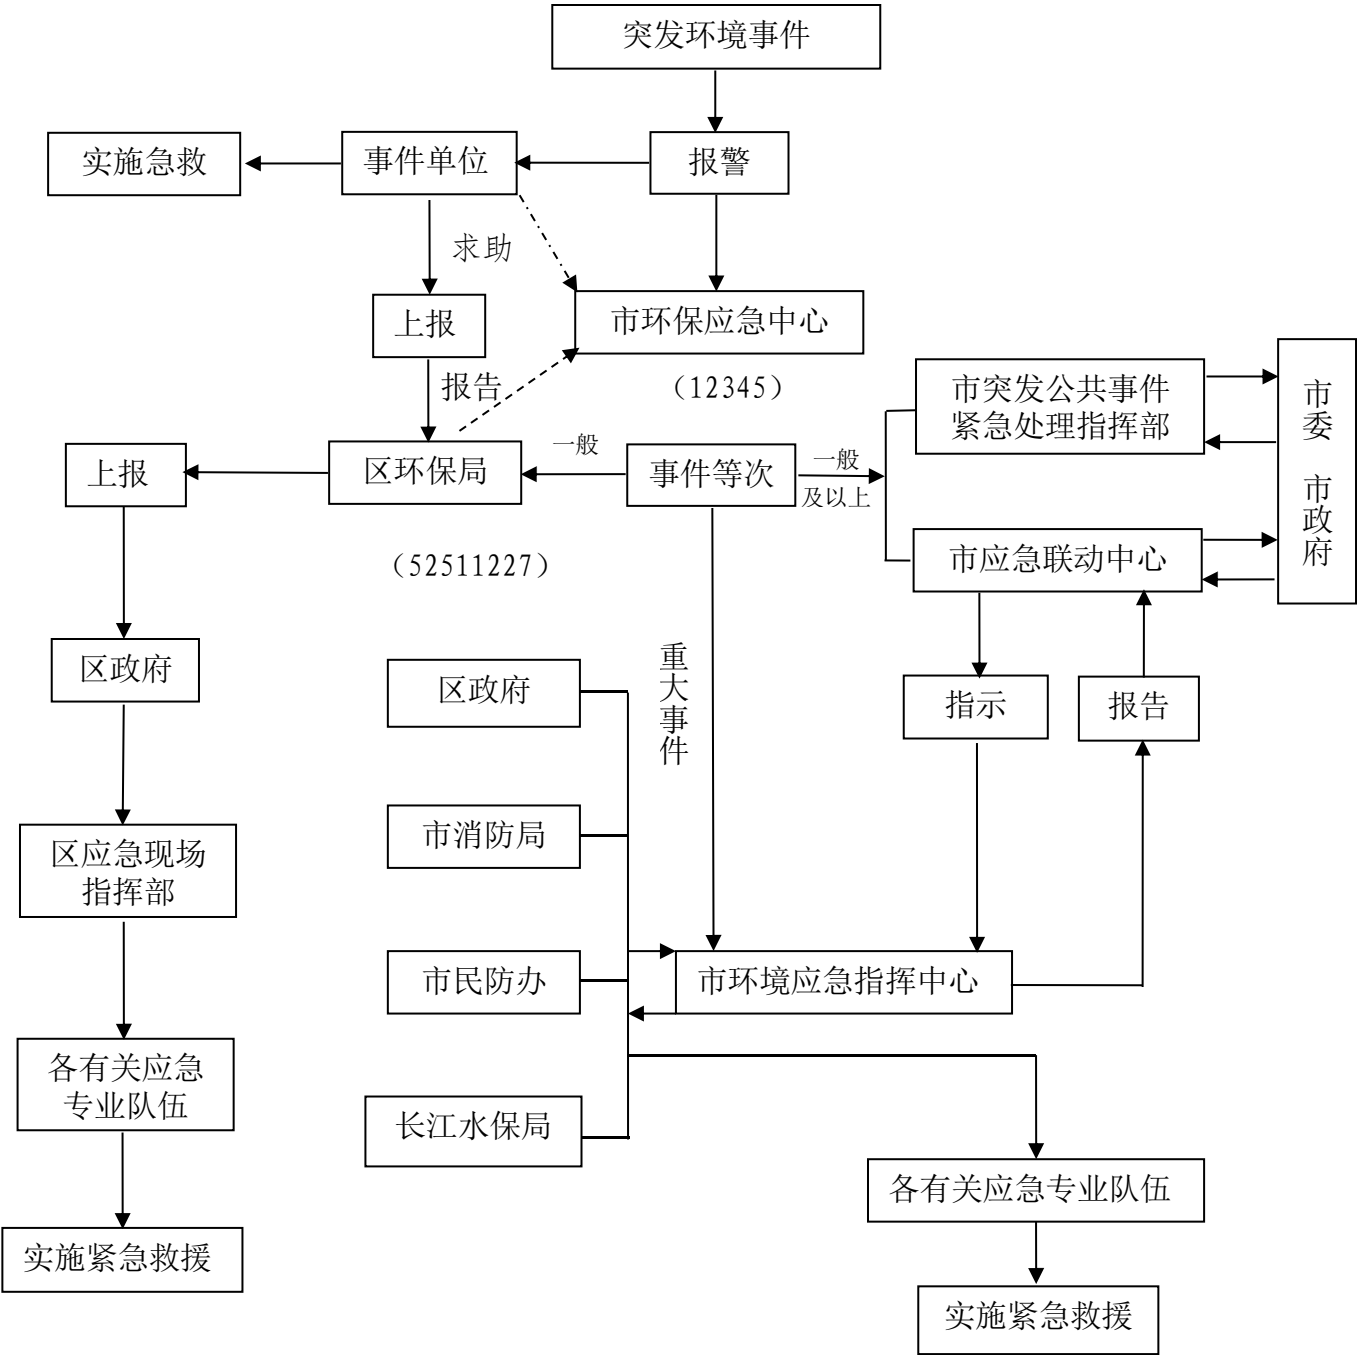 突发环境事件
实施急救
事件单位
报警
求助
上报
市环保应急中心
报告
（12345）
市突发公共事件
紧急处理指挥部
市委 市政府
上报
区环保局
一般
事件等次
一般
及以上
（52511227）
市应急联动中心
区政府
区政府
重大事件
指示
报告
市消防局
区应急现场
指挥部
市民防办
市环境应急指挥中心
各有关应急
专业队伍
长江水保局
各有关应急专业队伍
实施紧急救援
实施紧急救援